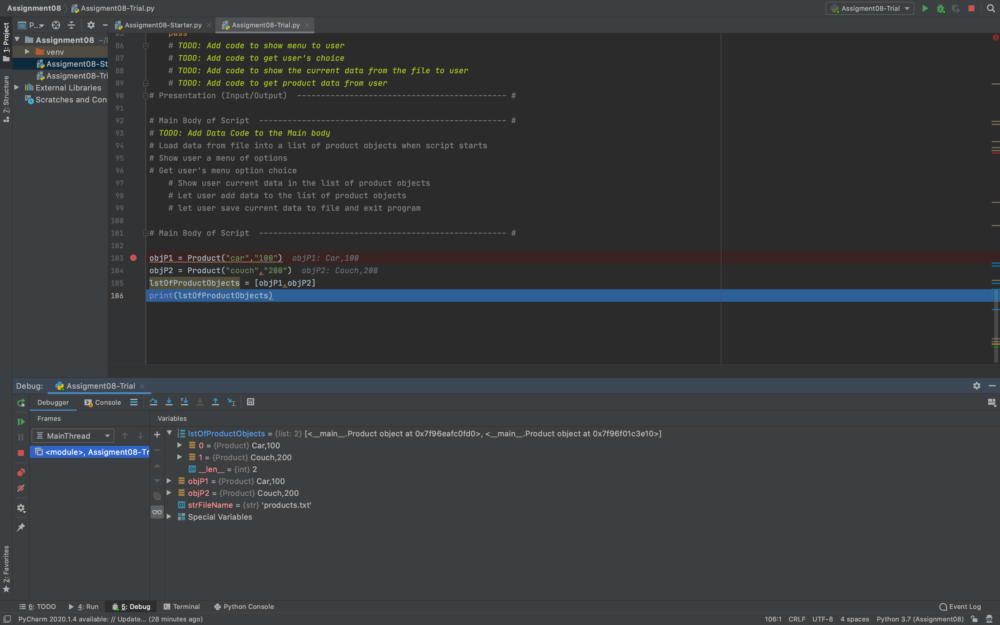 Assignment08 Assigment08-Trial.py
Assigment08-Trial
P... Assigment08-Starter.py Assigment08-Trial.py
1: Project
7: Structure
2: Favorites
Assignment08 ~/
venv
Assigment08-St
Assigment08-Tri
External Libraries
Scratches and Con
85 pass
86 # TODO: Add code to show menu to user
87 # TODO: Add code to get user's choice
88 # TODO: Add code to show the current data from the file to user
89 # TODO: Add code to get product data from user
90 # Presentation (Input/Output) -------------------------------------------- #
91
92 # Main Body of Script ---------------------------------------------------- #
93 # TODO: Add Data Code to the Main body
94 # Load data from file into a list of product objects when script starts
95 # Show user a menu of options
96 # Get user's menu option choice
97 # Show user current data in the list of product objects
98 # Let user add data to the list of product objects
99 # let user save current data to file and exit program
100
101 # Main Body of Script ---------------------------------------------------- #
102
103 objP1 = Product("car","100") objP1: Car,100
104 objP2 = Product("couch","200") objP2: Couch,200
105 lstOfProductObjects = [objP1,objP2]
106 print(lstOfProductObjects)
Debug: Assigment08-Trial
Debugger Console
Frames Variables
MainThread
<module>, Assigment08-Tr
lstOfProductObjects = {list: 2} [<__main__.Product object at 0x7f96eafc0fd0>, <__main__.Product object at 0x7f96f01c3e10>]
0 = {Product} Car,100
1 = {Product} Couch,200
01 __len__ = {int} 2
objP1 = {Product} Car,100
objP2 = {Product} Couch,200
01 strFileName = {str} 'products.txt'
Special Variables
6: TODO 4: Run 5: Debug Terminal Python Console Event Log
PyCharm 2020.1.4 available: // Update... (28 minutes ago) 106:1 CRLF UTF-8 4 spaces Python 3.7 (Assignment08)